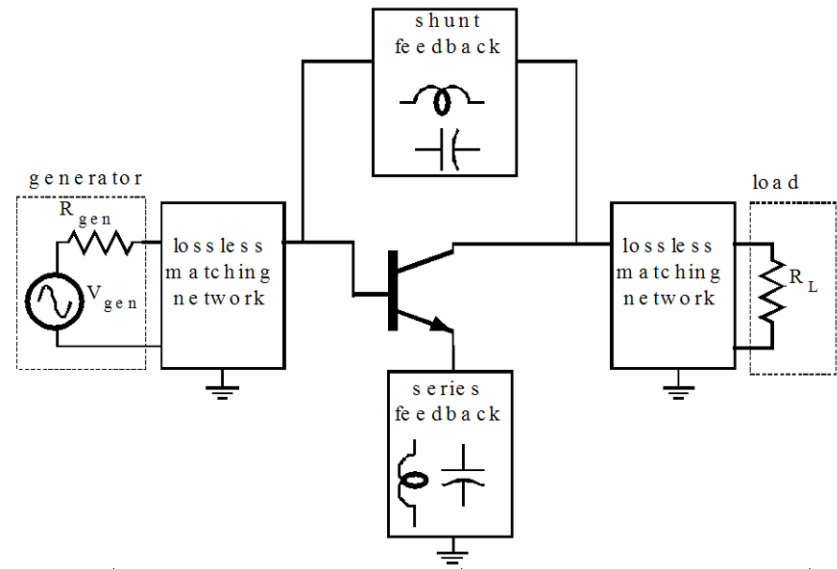 shunt
feedback
generator
R gen
V gen
lossless
matching
network
series
feedback
lossless
matching
network
load
R L